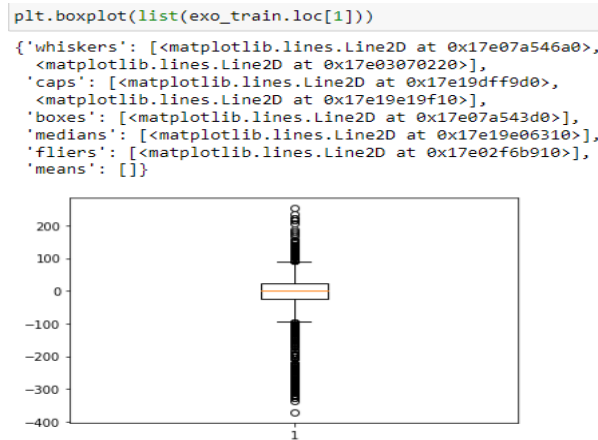 plt.boxplot(list(exo_train.loc[1]))
{'whiskers': [<matplotlib.lines.Line2D at 0x17e07a546a0>,
<matplotlib.lines.Line2D at 0x17e03070220>],
'caps': [<matplotlib.lines.Line2D at 0x17e19dff9d0>,
<matplotlib.lines.Line2D at 0x17e19e19f10>],
'boxes': [<matplotlib.lines.Line2D at 0x17e07a543d0>],
'medians': [<matplotlib.lines.Line2D at 0x17e19e06310>],
'fliers': [<matplotlib.lines.Line2D at 0x17e02f6b910>],
'means': []}
200
100
0
−100
−200
−300
−400
1